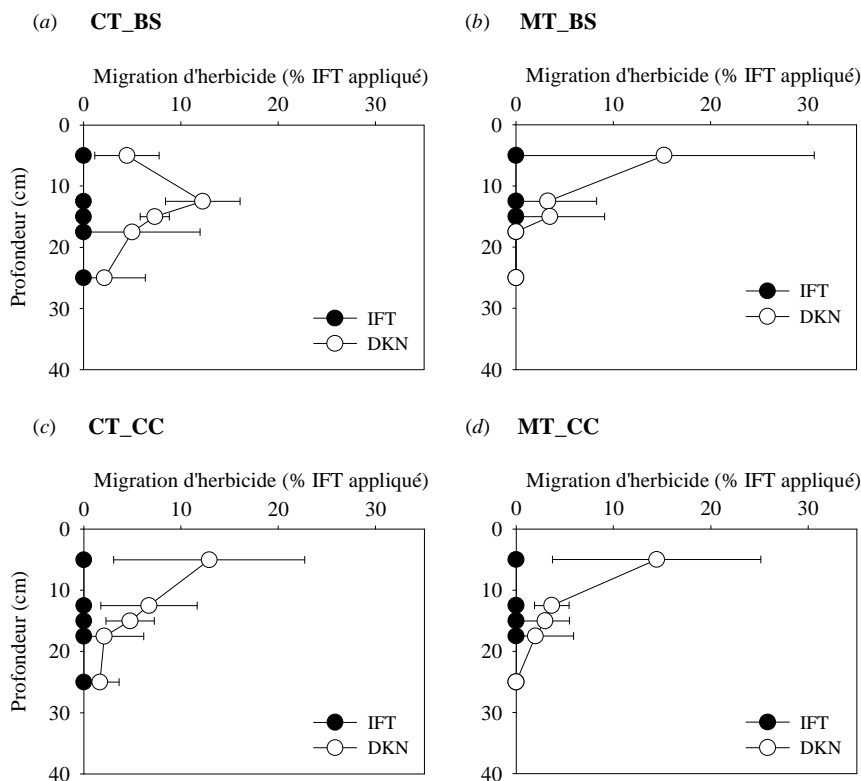 (a) CT_BS
Migration d'herbicide (% IFT appliqué)
0 10 20 30
0
10
20
30
40
Profondeur (cm)
IFT
DKN
(b) MT_BS
Migration d'herbicide (% IFT appliqué)
0 10 20 30
0
10
20
30
40
IFT
DKN
(c) CT_CC
Migration d'herbicide (% IFT appliqué)
0 10 20 30
0
10
20
30
40
Profondeur (cm)
IFT
DKN
(d) MT_CC
Migration d'herbicide (% IFT appliqué)
0 10 20 30
0
10
20
30
40
IFT
DKN